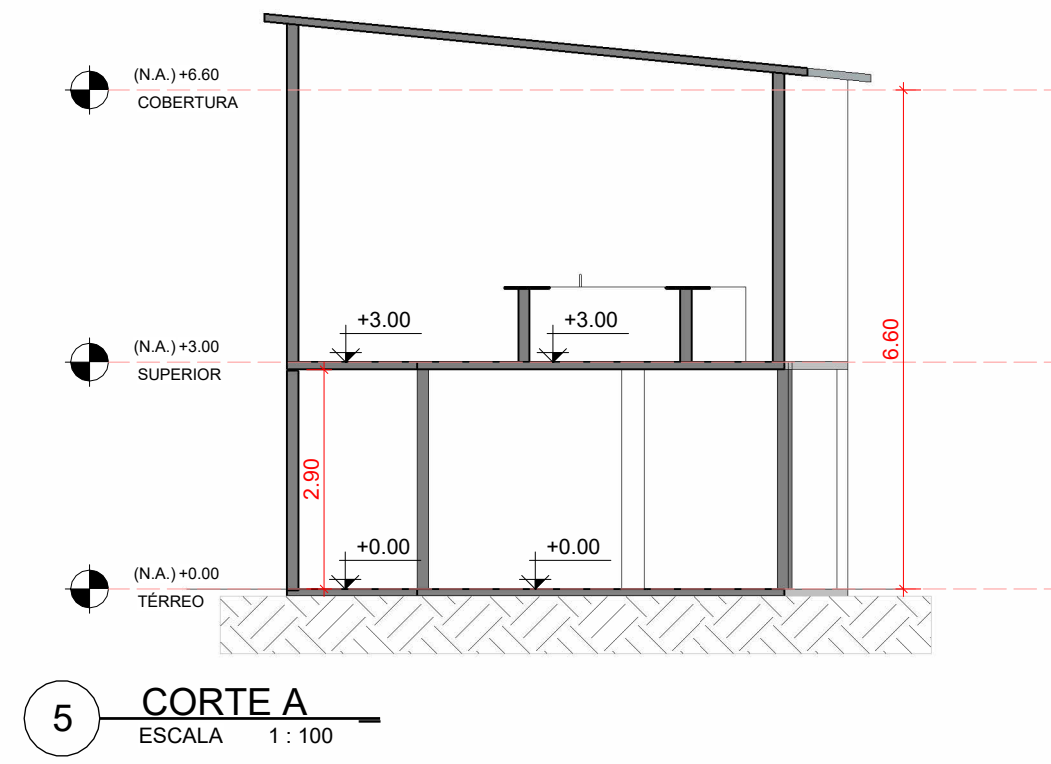 (N.A.) +6.60
COBERTURA
+3.00
+3.00
(N.A.) +3.00
SUPERIOR
6.60
2.90
+0.00
+0.00
(N.A.) +0.00
TÉRREO
5
CORTE A
ESCALA 1 : 100